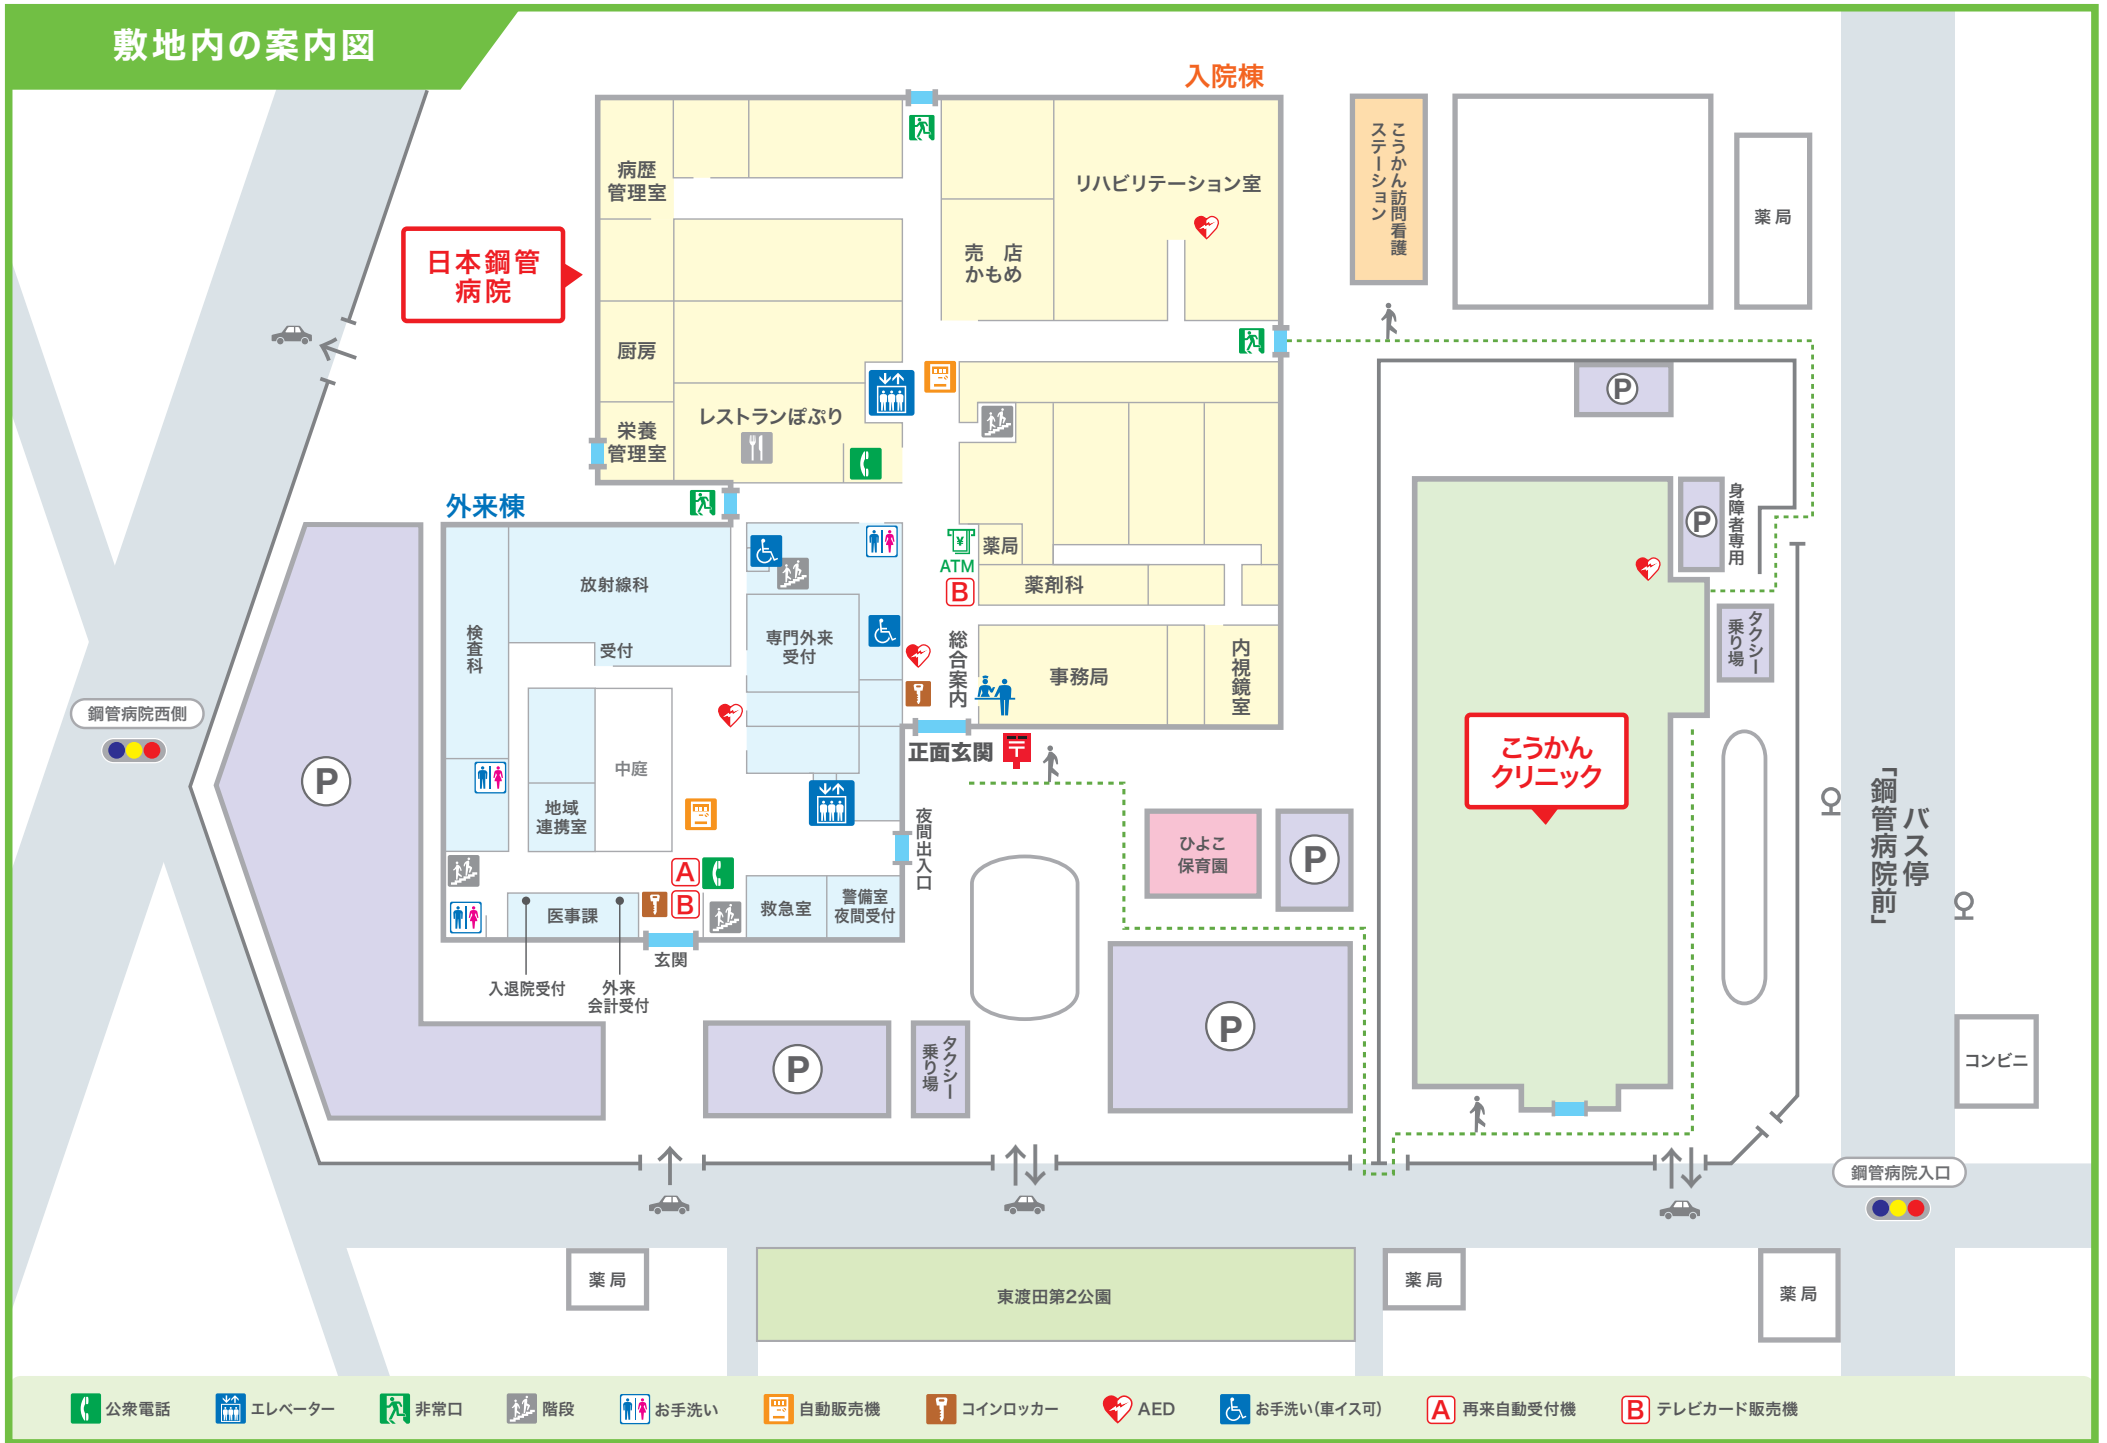 敷地内の案内図
入院棟
病歴
管理室
リハビリテーション室
売　店
かもめ
日本鋼管
病院
厨房
栄養
管理室
レストランぽぷり
こうかん訪問看護
ステーション
薬局
P
身障者専用
P
タクシー
乗り場
外来棟
放射線科
検査科
受付
専門外来
受付
ATM
薬局
B
薬剤科
総合案内
事務局
内視鏡室
正面玄関
鋼管病院西側
P
中庭
地域
連携室
夜間出入口
A
B
医事課
救急室
警備室
夜間受付
玄関
入退院受付
外来
会計受付
ひよこ
保育園
P
こうかん
クリニック
バス停
「鋼管病院前」
P
タクシー
乗り場
P
コンビニ
鋼管病院入口
薬局
東渡田第2公園
薬局
薬局
公衆電話
エレベーター
非常口
階段
お手洗い
自動販売機
コインロッカー
AED
お手洗い(車イス可)
A 再来自動受付機
B テレビカード販売機